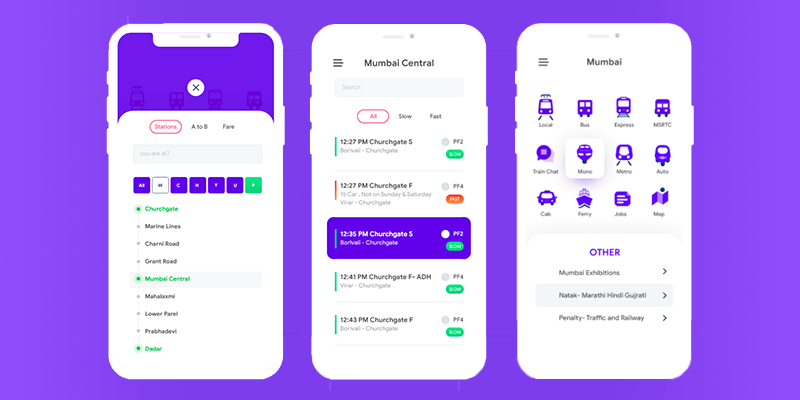 Stations
A to B
Fare
you are at?
All
W
C
H
T
U
P
Churchgate
Marine Lines
Charni Road
Grant Road
Mumbai Central
Mahalaxmi
Lower Parel
Prabhadevi
Dadar
Mumbai Central
Search
All
Slow
Fast
12:27 PM Churchgate S
PF2
Borivali - Churchgate
SLOW
12:27 PM Churchgate F
PF4
15 Car , Not on Sunday & Saturday
Virar - Churchgate
FAST
12:35 PM Churchgate S
PF2
Borivali - Churchgate
SLOW
12:41 PM Churchgate F- ADH
PF4
Virar - Churchgate
SLOW
12:43 PM Churchgate F
PF4
Borivali - Churchgate
SLOW
Mumbai
Local
Bus
Express
MSRTC
Train Chat
Mono
Metro
Auto
Cab
Ferry
Jobs
Map
OTHER
Mumbai Exhibitions
Natak- Marathi Hindi Gujrati
Penalty- Traffic and Railway